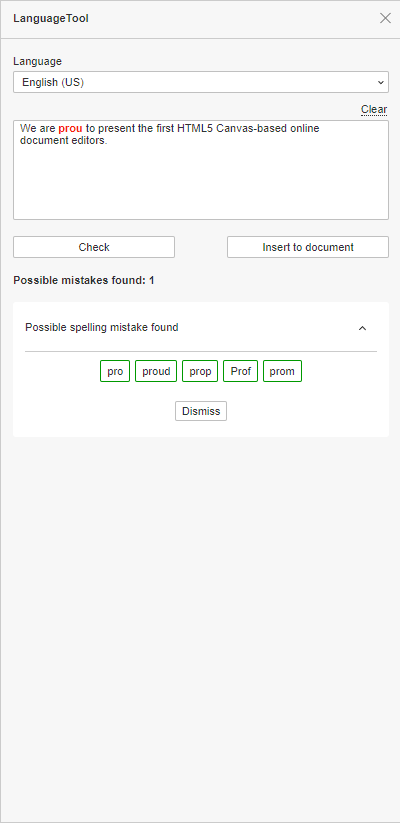 LanguageTool
Language
English (US)
Clear
We are prou to present the first HTML5 Canvas-based online
document editors.
Check Insert to document
Possible mistakes found: 1
Possible spelling mistake found
pro proud prop Prof prom
Dismiss